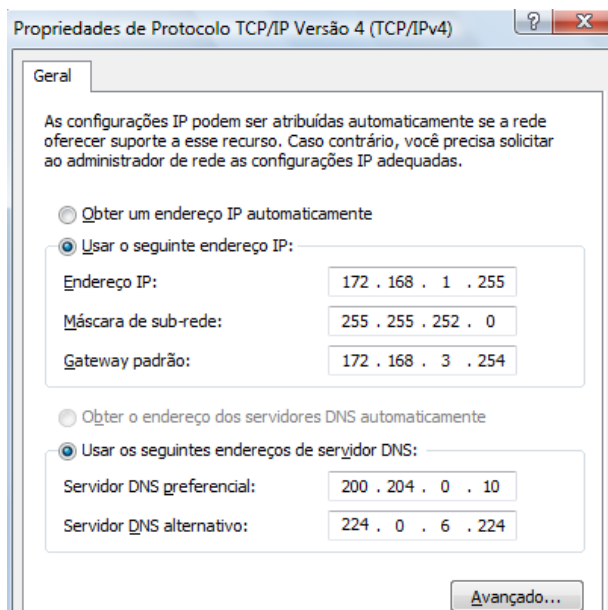 Propriedades de Protocolo TCP/IP Versão 4 (TCP/IPv4)
?
Geral
As configurações IP podem ser atribuídas automaticamente se a rede
oferecer suporte a esse recurso. Caso contrário, você precisa solicitar
ao administrador de rede as configurações IP adequadas.
Obter um endereço IP automaticamente
Usar o seguinte endereço IP:
Endereço IP: 172 . 168 . 1 . 255
Máscara de sub-rede: 255 . 255 . 252 . 0
Gateway padrão: 172 . 168 . 3 . 254
Obter o endereço dos servidores DNS automaticamente
Usar os seguintes endereços de servidor DNS:
Servidor DNS preferencial: 200 . 204 . 0 . 10
Servidor DNS alternativo: 224 . 0 . 6 . 224
Avançado...